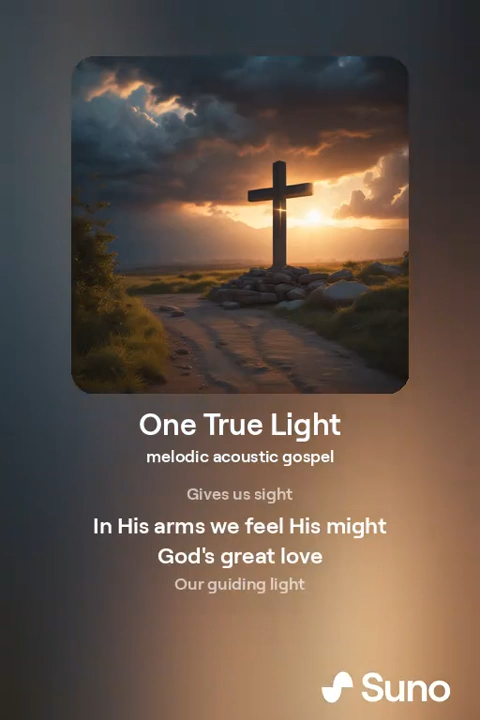 One True Light
melodic acoustic gospel
Gives us sight
In His arms we feel His might
God's great love
Our guiding light
Suno